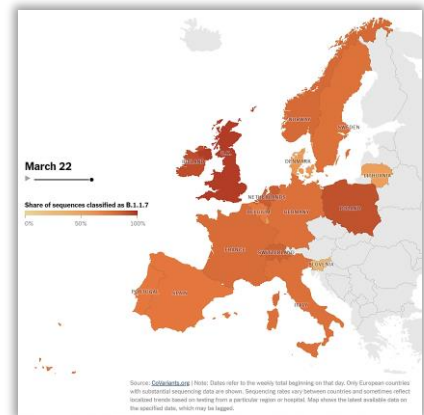 NORWAY
SWEDEN
March 22
DENMARK
LITHUANIA
IRELAND
Share of sequences classified as B.1.1.7
NETHERLANDS
0% 50% 100%
BELGIUM
GERMANY
POLAND
FRANCE
SWITZERLAND
SLOVENIA
PORTUGAL
SPAIN
ITALY
Source: CoVariants.org | Note: Dates refer to the weekly total beginning on that day. Only European countries
with substantial sequencing data are shown. Sequencing rates vary between countries and sometimes reflect
localized trends based on testing from a particular region or hospital. Map shows the latest available data on
the specified date, which may be lagged.